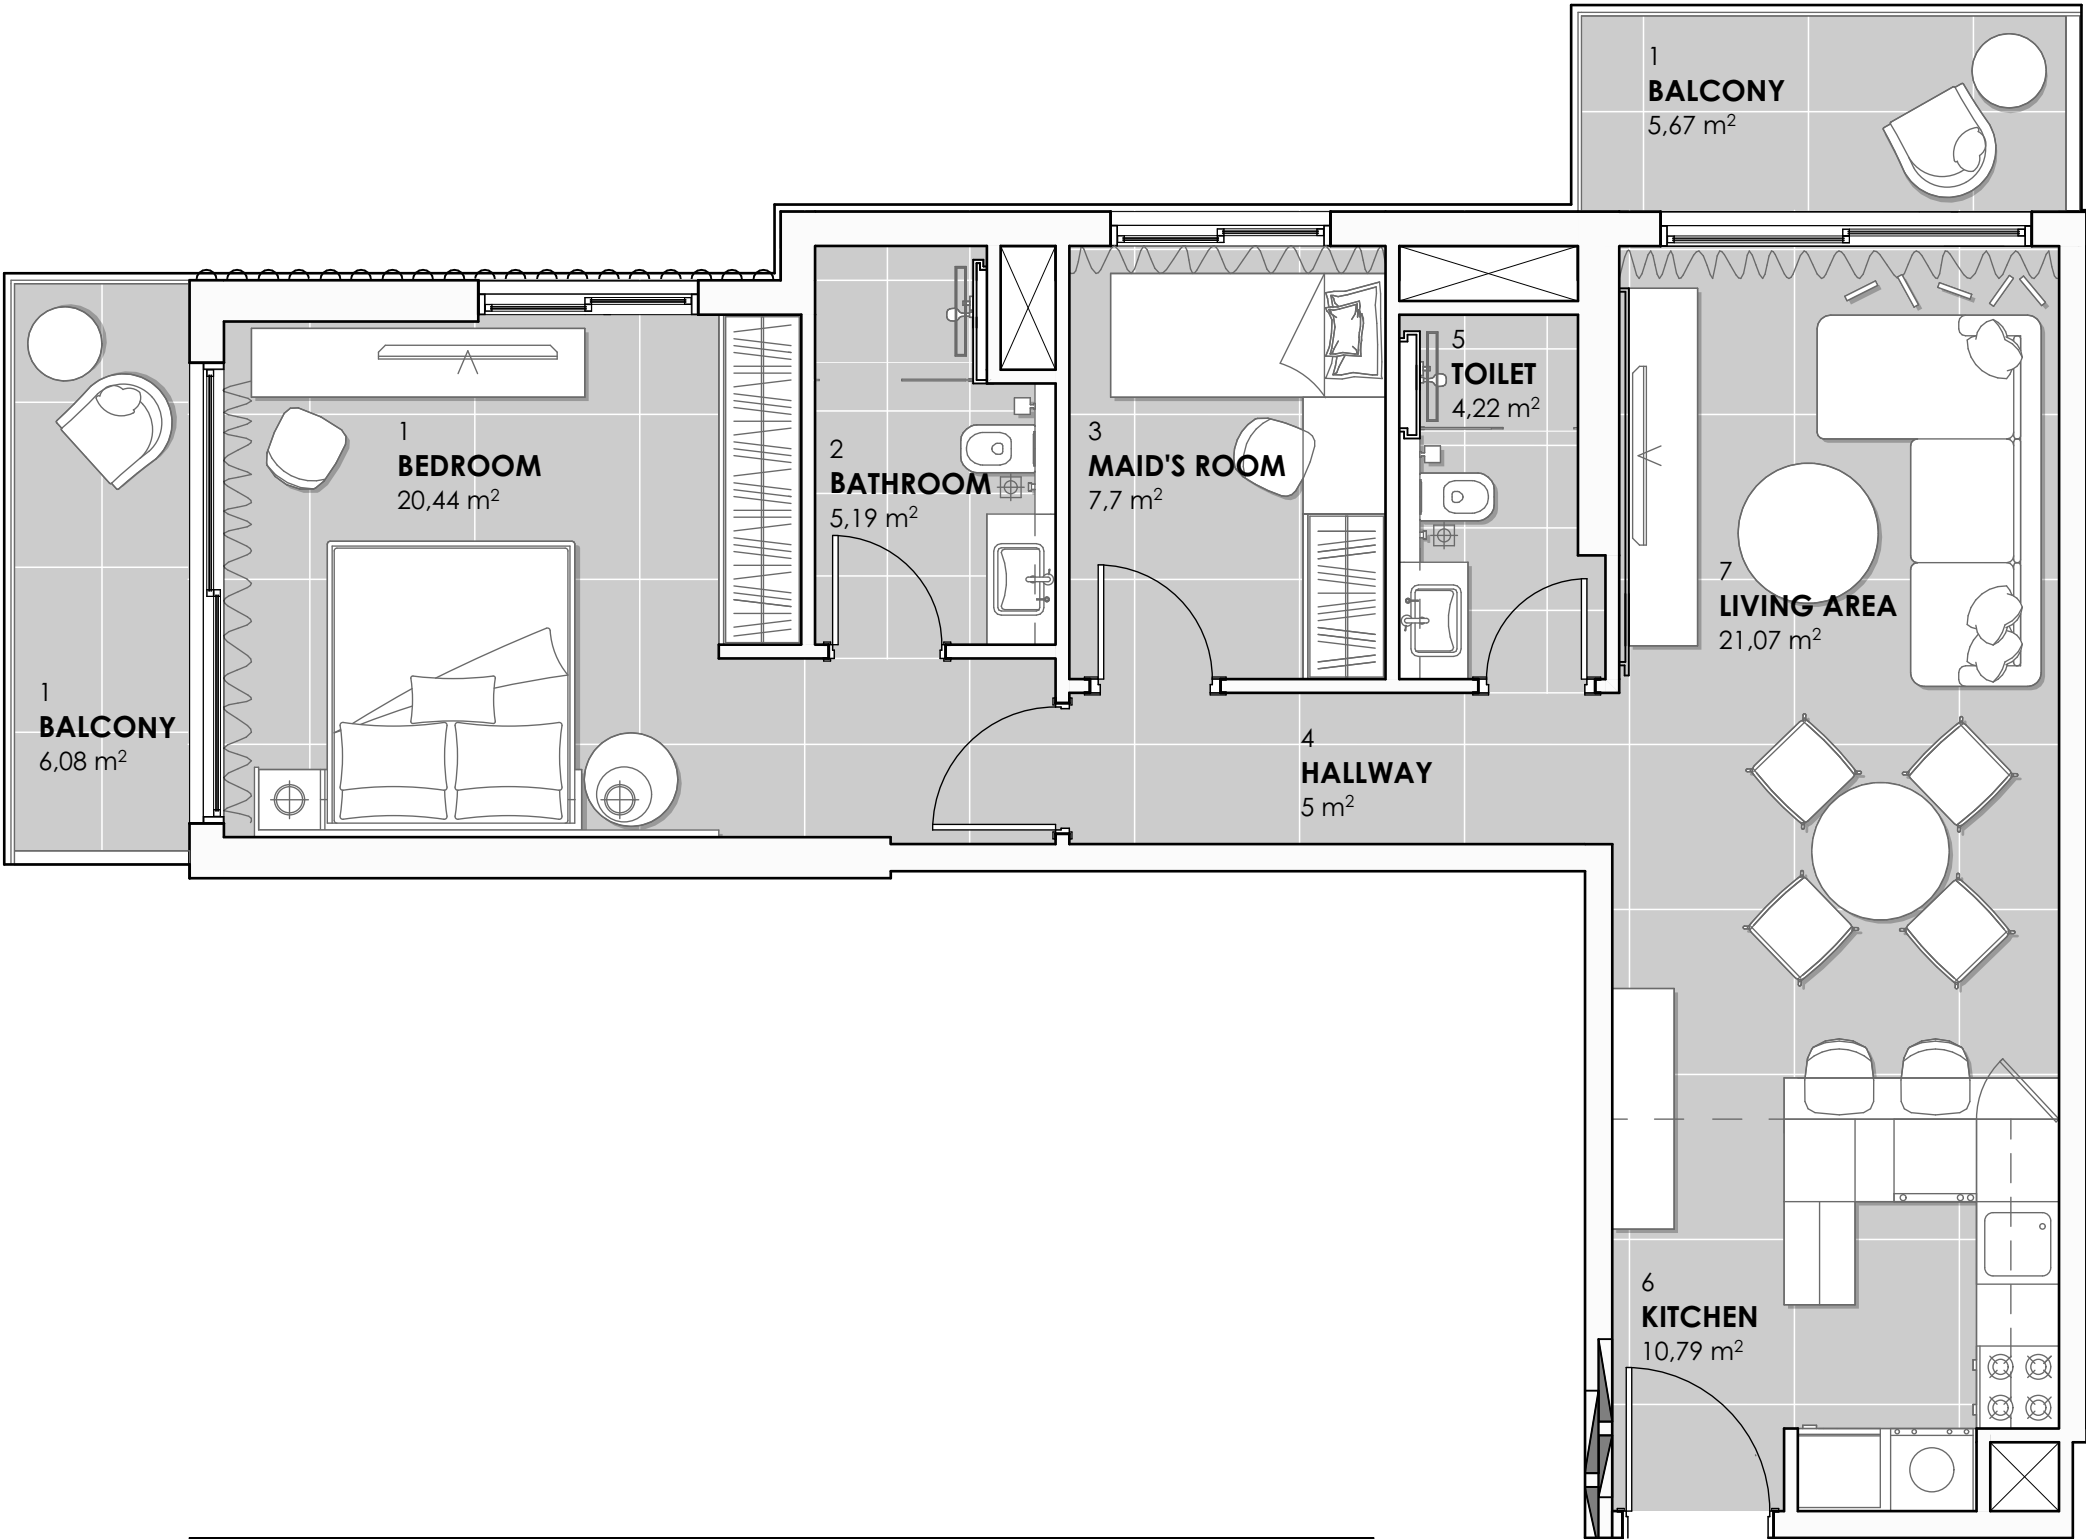 1
BALCONY
5,67 m²
1
BEDROOM
20,44 m²
2
BATHROOM
5,19 m²
3
MAID'S ROOM
7,7 m²
5
TOILET
4,22 m²
7
LIVING AREA
21,07 m²
1
BALCONY
6,08 m²
4
HALLWAY
5 m²
6
KITCHEN
10,79 m²